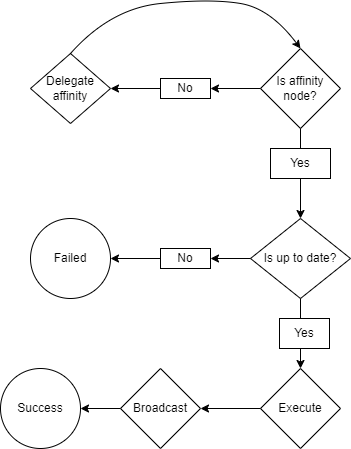 Delegate
affinity
No
Is affinity
node?
Yes
Failed
No
Is up to date?
Yes
Success
Broadcast
Execute